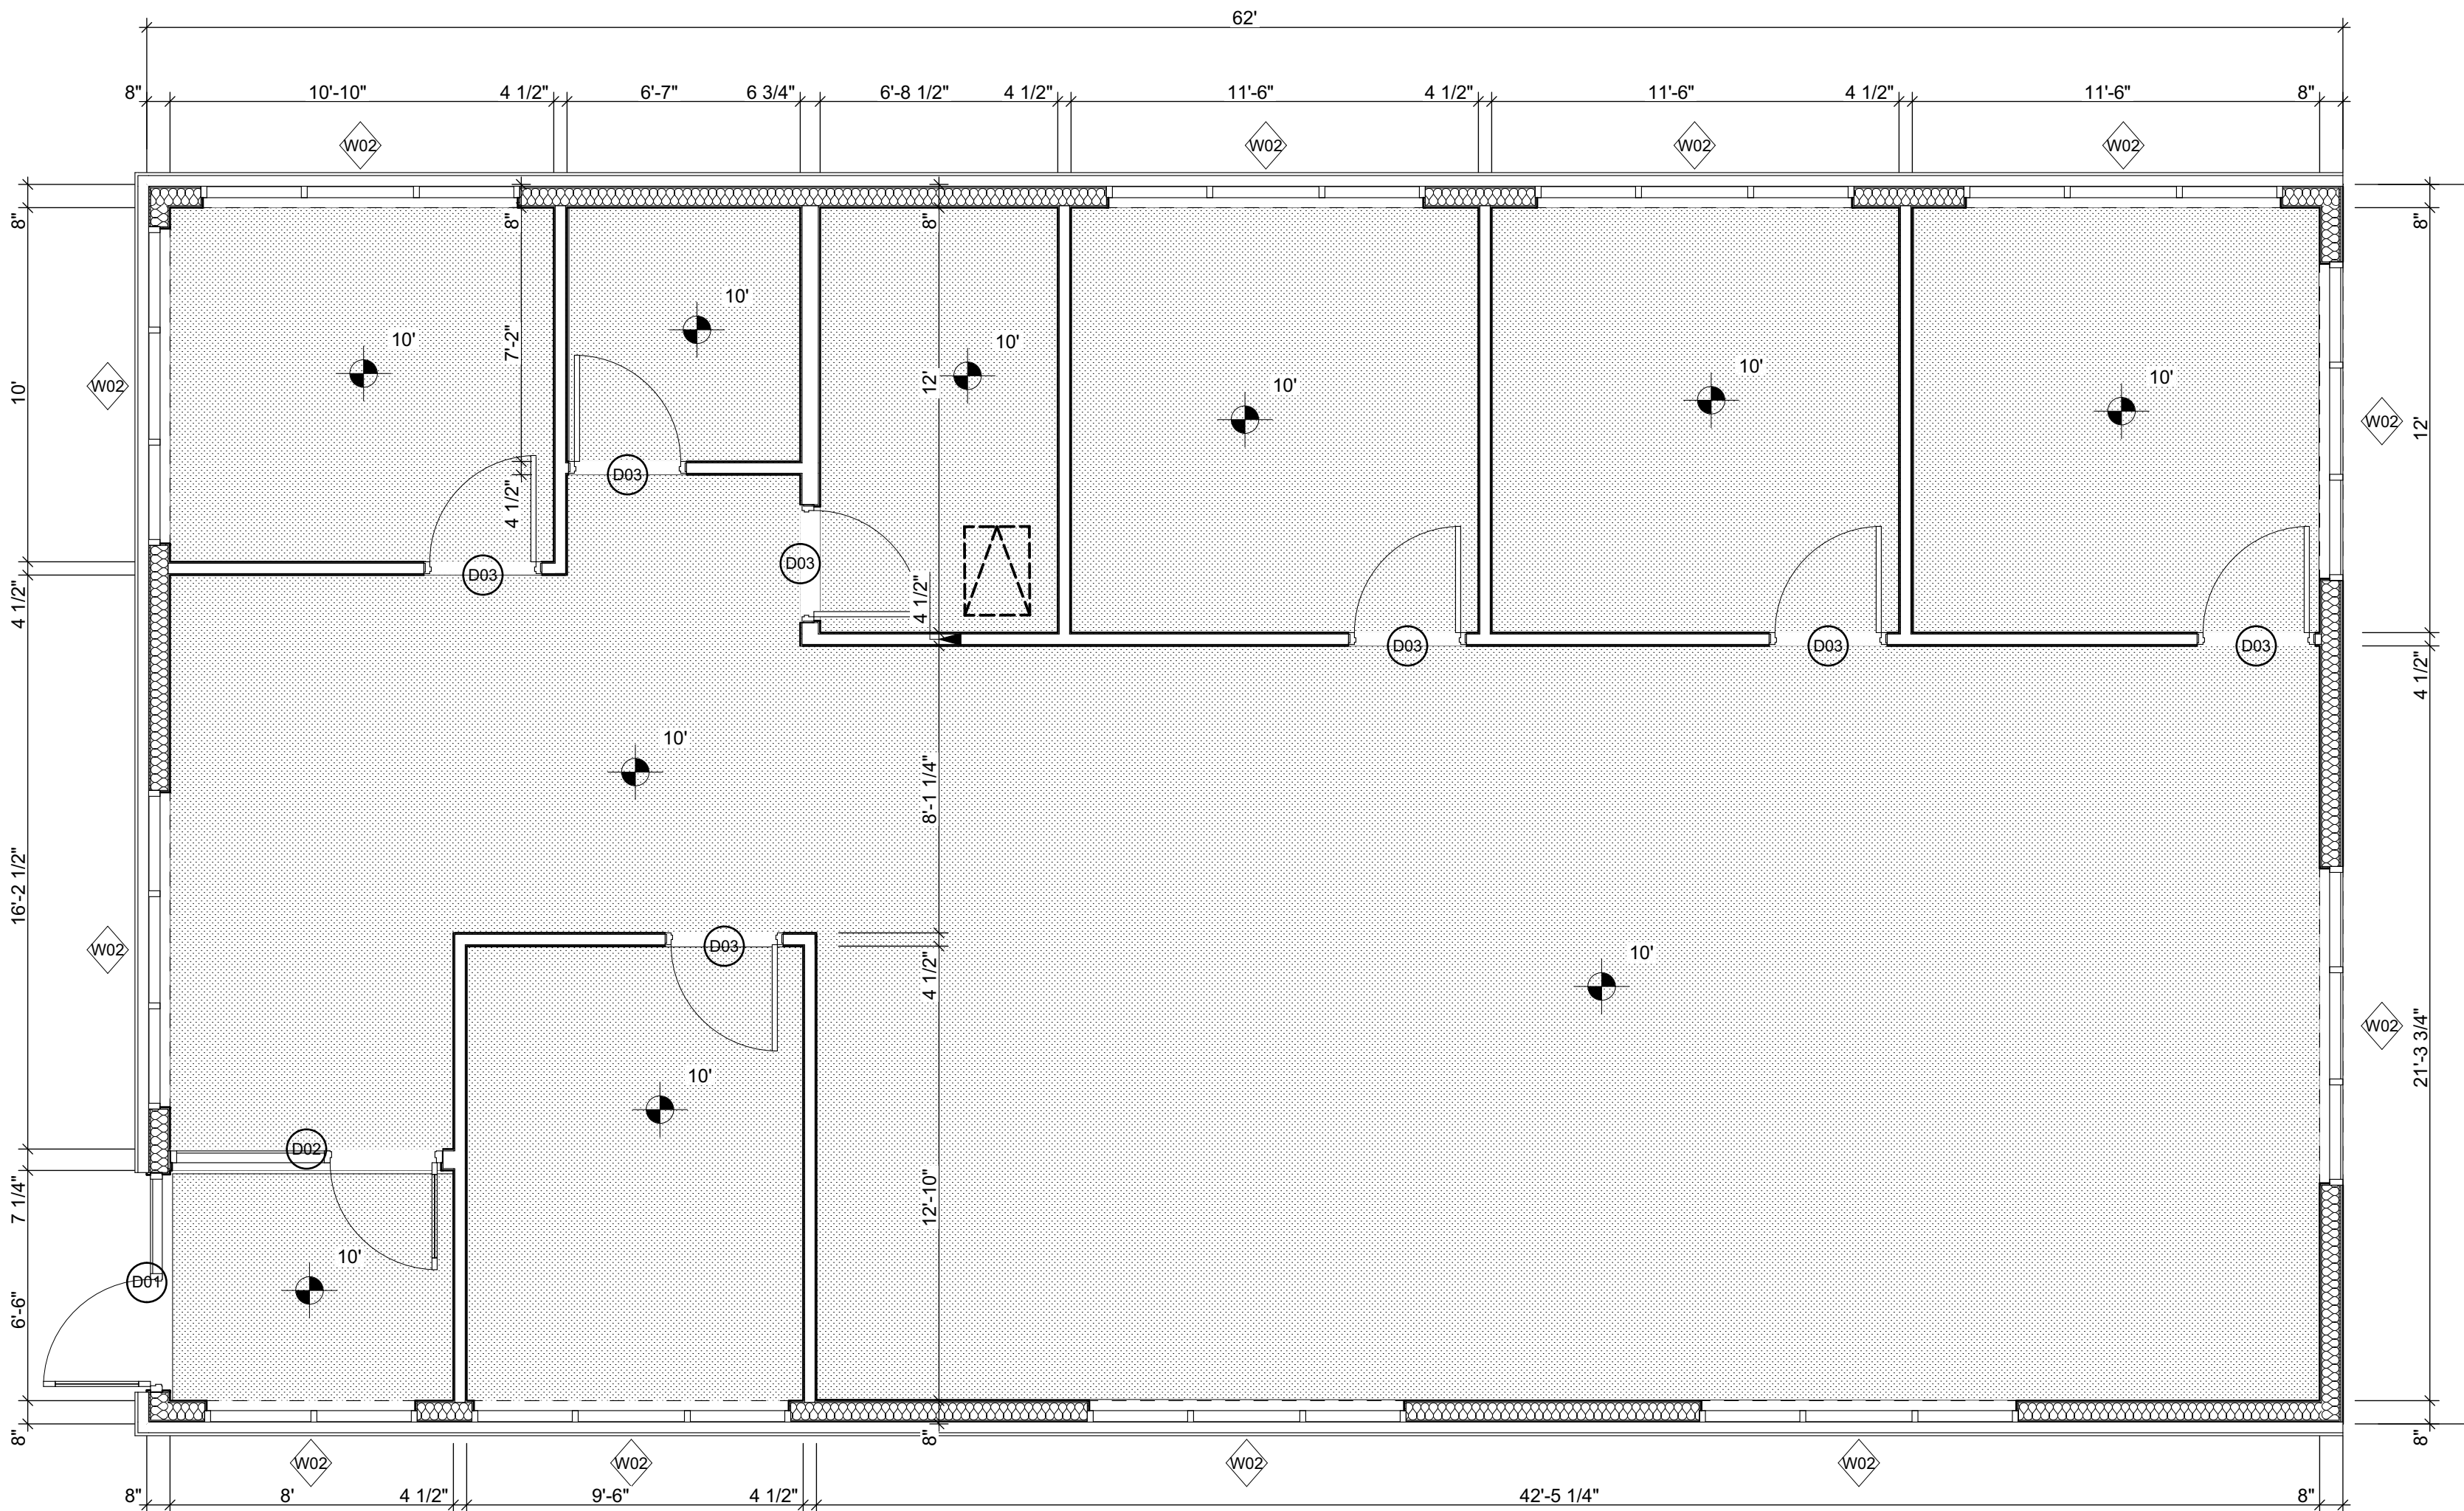 62'
8" 10'-10" 4 1/2" 6'-7" 6 3/4" 6'-8 1/2" 4 1/2" 11'-6" 4 1/2" 11'-6" 4 1/2" 11'-6" 8"
W02 W02 W02 W02
8" 8" 8" 8"
10'
10'
7'-2"
10'
12'
10'
10'
10'
10'
10'
W02
W02
12'
D03
4 1/2"
D03
D03
4 1/2"
4 1/2"
D03 D03 D03
4 1/2"
10'
8'-1 1/4"
16'-2 1/2"
W02
D03
4 1/2"
10'
W02
21'-3 3/4"
10'
D02
7 1/4"
12'-10"
10'
D01
6'-6"
8" 8" 8"
W02 W02 W02 W02
8" 8' 4 1/2" 9'-6" 4 1/2" 42'-5 1/4" 8"